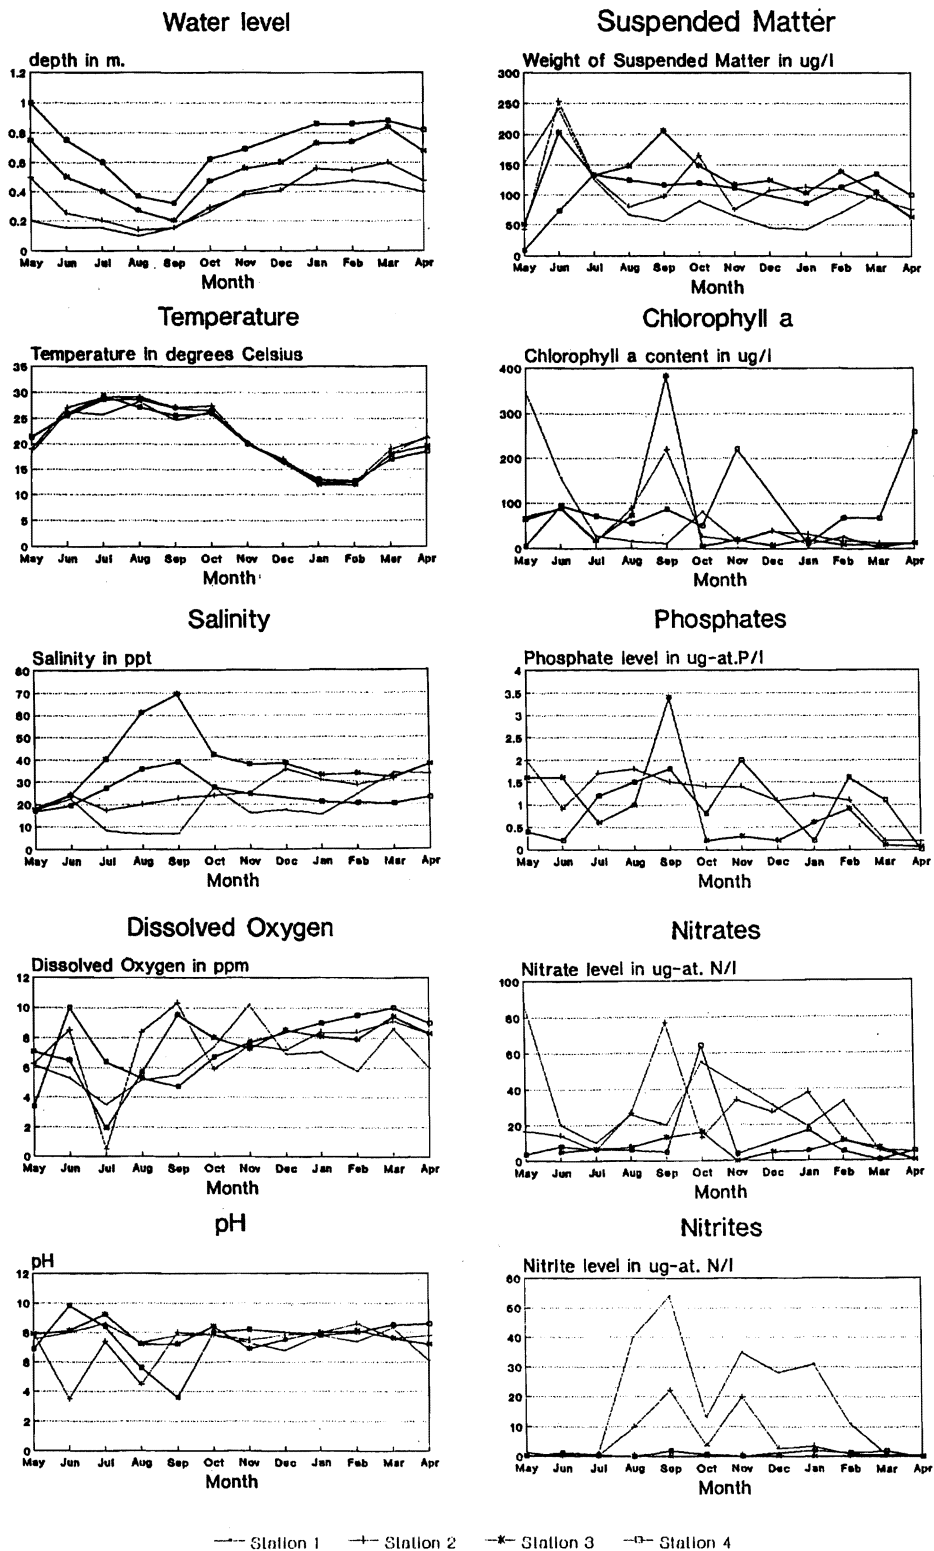 Water level
depth in m.
1.2
1
0.8
0.6
0.4
0.2
0
May Jun Jul Aug Sep Oct Nov Dec Jan Feb Mar Apr
Month
Suspended Matter
Weight of Suspended Matter in ug/l
300
250
200
150
100
50
0
May Jun Jul Aug Sep Oct Nov Dec Jan Feb Mar Apr
Month
Temperature
Temperature in degrees Celsius
35
30
25
20
15
10
5
0
May Jun Jul Aug Sep Oct Nov Dec Jan Feb Mar Apr
Month
Chlorophyll a
Chlorophyll a content in ug/l
400
300
200
100
0
May Jun Jul Aug Sep Oct Nov Dec Jan Feb Mar Apr
Month
Salinity
Salinity in ppt
80
70
60
50
40
30
20
10
0
May Jun Jul Aug Sep Oct Nov Dec Jan Feb Mar Apr
Month
Phosphates
Phosphate level in ug-at.P/l
4
3.5
3
2.5
2
1.5
1
0.5
0
May Jun Jul Aug Sep Oct Nov Dec Jan Feb Mar Apr
Month
Dissolved Oxygen
Dissolved Oxygen in ppm
12
10
8
6
4
2
0
May Jun Jul Aug Sep Oct Nov Dec Jan Feb Mar Apr
Month
Nitrates
Nitrate level in ug-at. N/l
100
80
60
40
20
0
May Jun Jul Aug Sep Oct Nov Dec Jan Feb Mar Apr
Month
pH
pH
12
10
8
6
4
2
0
May Jun Jul Aug Sep Oct Nov Dec Jan Feb Mar Apr
Month
Nitrites
Nitrite level in ug-at. N/l
60
50
40
30
20
10
0
May Jun Jul Aug Sep Oct Nov Dec Jan Feb Mar Apr
Month
Station 1 Station 2 Station 3 Station 4